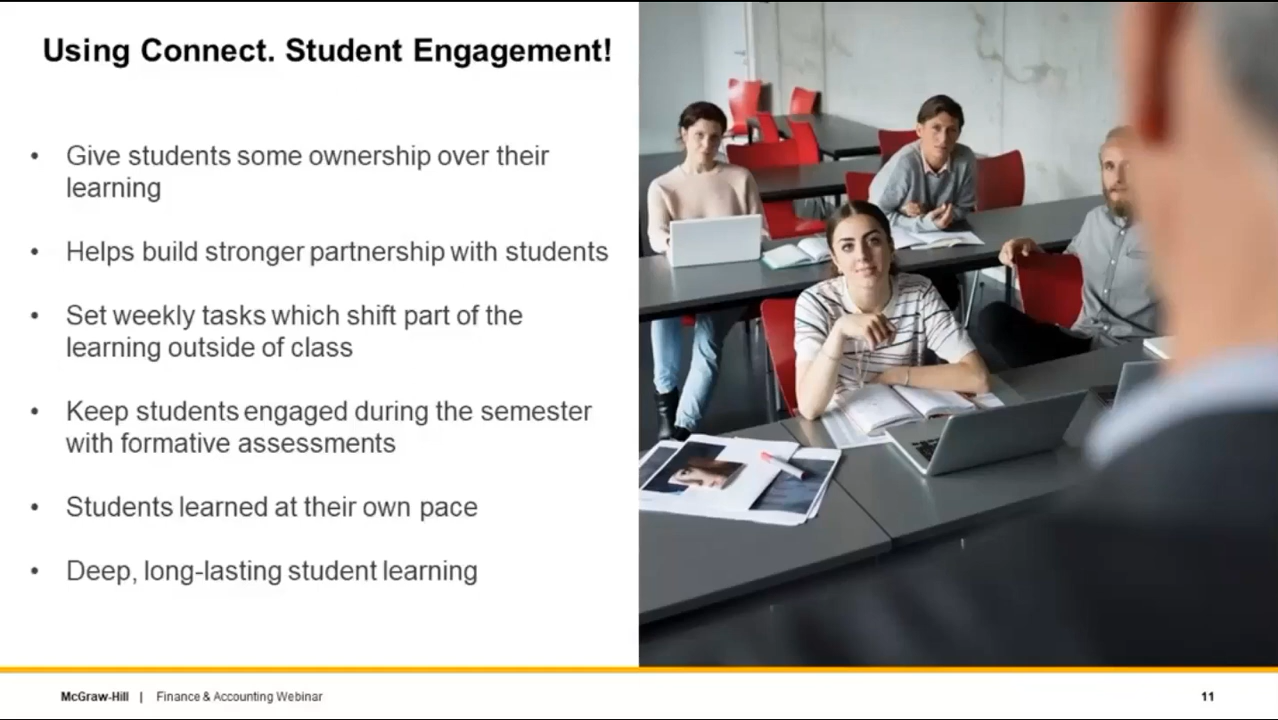 Using Connect. Student Engagement!
• Give students some ownership over their
learning
• Helps build stronger partnership with students
• Set weekly tasks which shift part of the
learning outside of class
• Keep students engaged during the semester
with formative assessments
• Students learned at their own pace
• Deep, long-lasting student learning
McGraw-Hill | Finance & Accounting Webinar
11